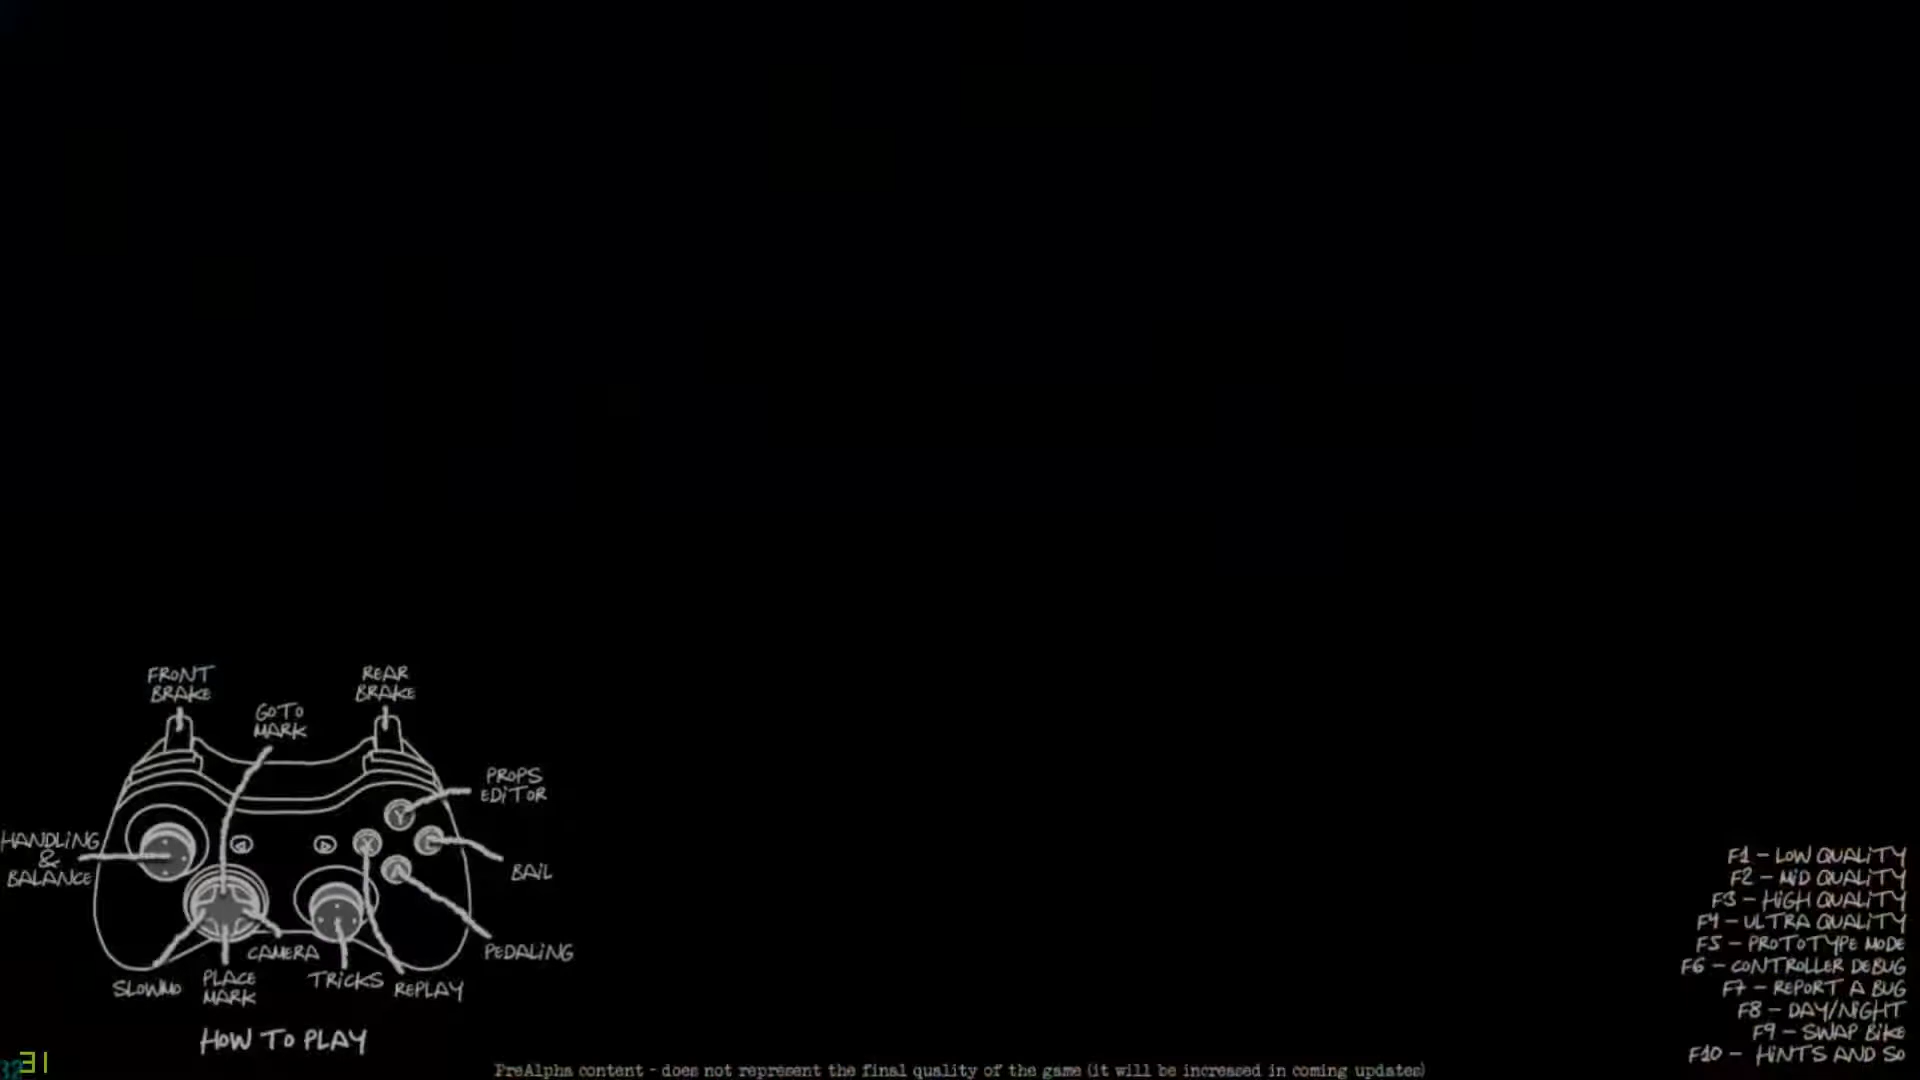 FRONT
BRAKE
REAR
BRAKE
GOTO
MARK
PROPS
EDITOR
Y
X
A
HANDLING
&
BALANCE
BAIL
CAMERA
PEDALING
SLOWMO
PLACE
MARK
TRICKS
REPLAY
HOW TO PLAY
31
F1 - LOW QUALITY
F2 - MID QUALITY
F3 - HIGH QUALITY
F4 - ULTRA QUALITY
F5 - PROTOTYPE MODE
F6 - CONTROLLER DEBUG
F7 - REPORT A BUG
F8 - DAY/NIGHT
F9 - SWAP BIKE
F10 - HINTS AND SO
PreAlpha content - does not represent the final quality of the game (it will be increased in coming updates)